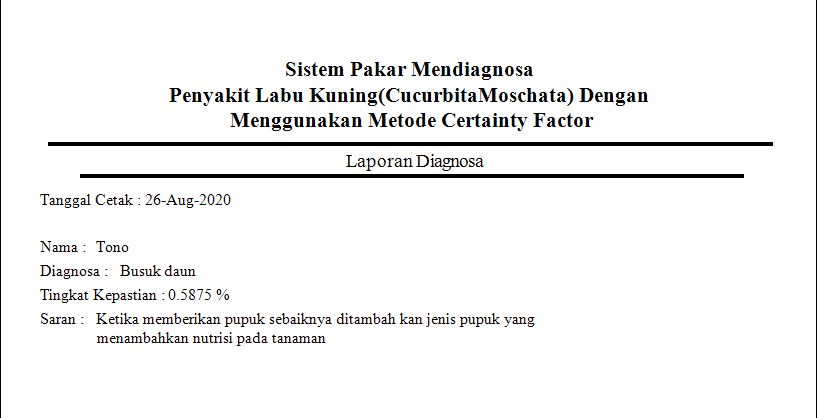 Sistem Pakar Mendiagnosa
Penyakit Labu Kuning(CucurbitaMoschata) Dengan
Menggunakan Metode Certainty Factor
Laporan Diagnosa
Tanggal Cetak : 26-Aug-2020
Nama : Tono
Diagnosa : Busuk daun
Tingkat Kepastian : 0.5875 %
Saran : Ketika memberikan pupuk sebaiknya ditambah kan jenis pupuk yang
menambahkan nutrisi pada tanaman